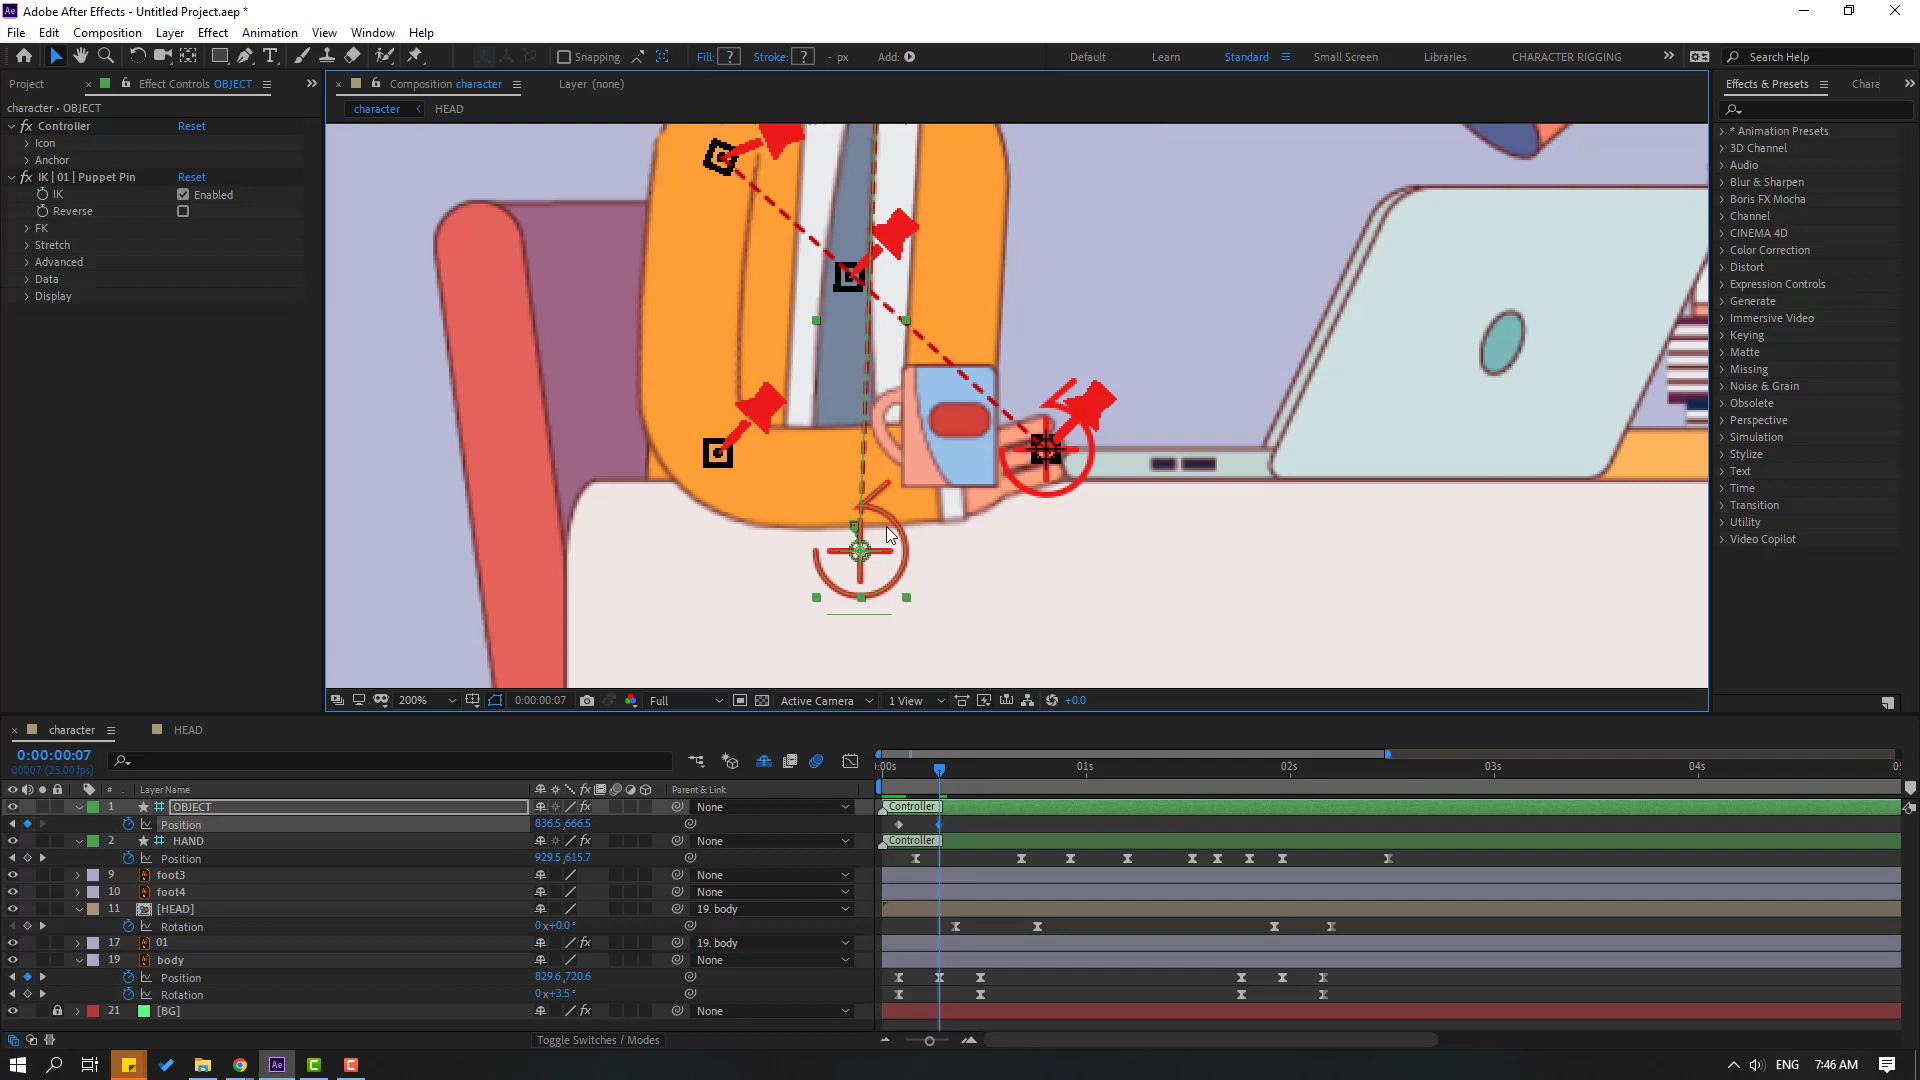 Adobe After Effects - Untitled Project.aep *
File Edit Composition Layer Effect Animation View Window Help
Snapping Fill: ? Stroke: ? - px Add: Default Learn Standard Small Screen Libraries CHARACTER RIGGING Search Help
Project Effect Controls OBJECT
Composition character Layer (none)
Effects & Presets Chara
character • OBJECT
character HEAD
fx Controller Reset
Icon
Anchor
fx IK | 01 | Puppet Pin Reset
IK Enabled
Reverse
FK
Stretch
Advanced
Data
Display
* Animation Presets
3D Channel
Audio
Blur & Sharpen
Boris FX Mocha
Channel
CINEMA 4D
Color Correction
Distort
Expression Controls
Generate
Immersive Video
Keying
Matte
Missing
Noise & Grain
Obsolete
Perspective
Simulation
Stylize
Text
Time
Transition
Utility
Video Copilot
200% 0:00:00:07 Full Active Camera 1 View +0.0
character HEAD
0:00:00:07
00007 (25.00 fps)
:00s 01s 02s 03s 04s
# Layer Name fx Parent & Link
1 OBJECT fx None Controller
Position 836.5,666.5
2 HAND fx None Controller
Position 929.5,615.7
9 foot3 None
10 foot4 None
11 [HEAD] 19. body
Rotation 0x+0.0°
17 01 fx 19. body
19 body None
Position 829.6,720.6
Rotation 0x+3.5°
21 [BG] fx None
Toggle Switches / Modes
Ae ENG 7:46 AM